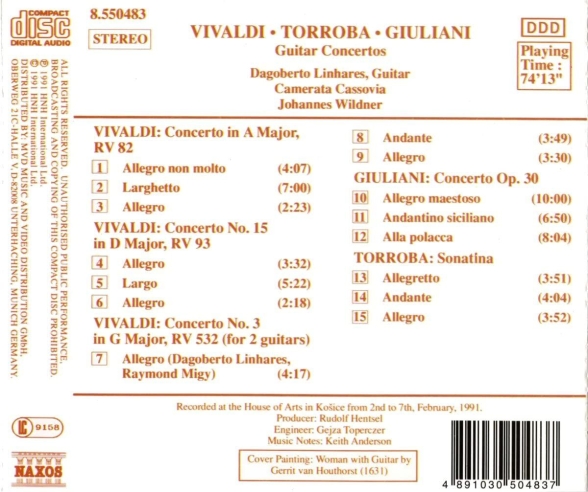 COMPACT
disc
DIGITAL AUDIO
8.550483
STEREO
VIVALDI • TORROBA • GIULIANI
Guitar Concertos
Dagoberto Linhares, Guitar
Camerata Cassovia
Johannes Wildner
DDD
Playing
Time :
74'13"
ALL RIGHTS RESERVED. UNAUTHORISED PUBLIC PERFORMANCE,
BROADCASTING AND COPYING OF THIS COMPACT DISC PROHIBITED.
℗ 1991 HNH International Ltd.
© 1991 HNH International Ltd.
DISTRIBUTED BY: MVD MUSIC AND VIDEO DISTRIBUTION GMBH,
OBERWEG 21C-HALLE V, D-82008 UNTERHACHING, MUNICH GERMANY.
VIVALDI: Concerto in A Major,
RV 82
1 Allegro non molto (4:07)
2 Larghetto (7:00)
3 Allegro (2:23)
VIVALDI: Concerto No. 15
in D Major, RV 93
4 Allegro (3:32)
5 Largo (5:22)
6 Allegro (2:18)
VIVALDI: Concerto No. 3
in G Major, RV 532 (for 2 guitars)
7 Allegro (Dagoberto Linhares,
Raymond Migy) (4:17)
8 Andante (3:49)
9 Allegro (3:30)
GIULIANI: Concerto Op. 30
10 Allegro maestoso (10:00)
11 Andantino siciliano (6:50)
12 Alla polacca (8:04)
TORROBA: Sonatina
13 Allegretto (3:51)
14 Andante (4:04)
15 Allegro (3:52)
Recorded at the House of Arts in Košice from 2nd to 7th, February, 1991.
Producer: Rudolf Hentsel
Engineer: Gejza Toperczer
Music Notes: Keith Anderson
Cover Painting: Woman with Guitar by
Gerrit van Houthorst (1631)
LC 9158
NAXOS
4 891030 504837